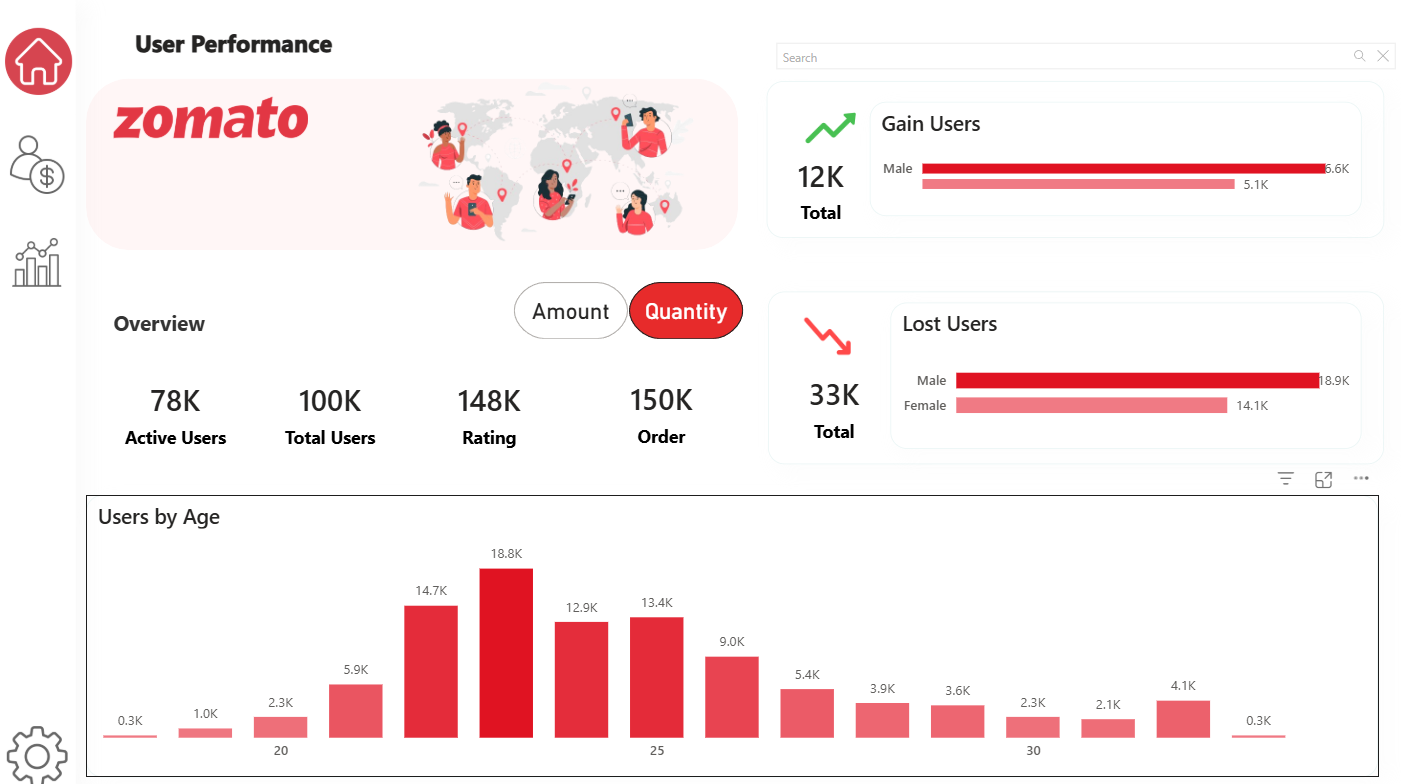 User Performance
Search
zomato
Gain Users
12K
Total
Male
6.6K
5.1K
Amount
Quantity
Overview
78K
Active Users
100K
Total Users
148K
Rating
150K
Order
Lost Users
33K
Total
Male
18.9K
Female
14.1K
Users by Age
0.3K
1.0K
2.3K
5.9K
14.7K
18.8K
12.9K
13.4K
9.0K
5.4K
3.9K
3.6K
2.3K
2.1K
4.1K
0.3K
20
25
30